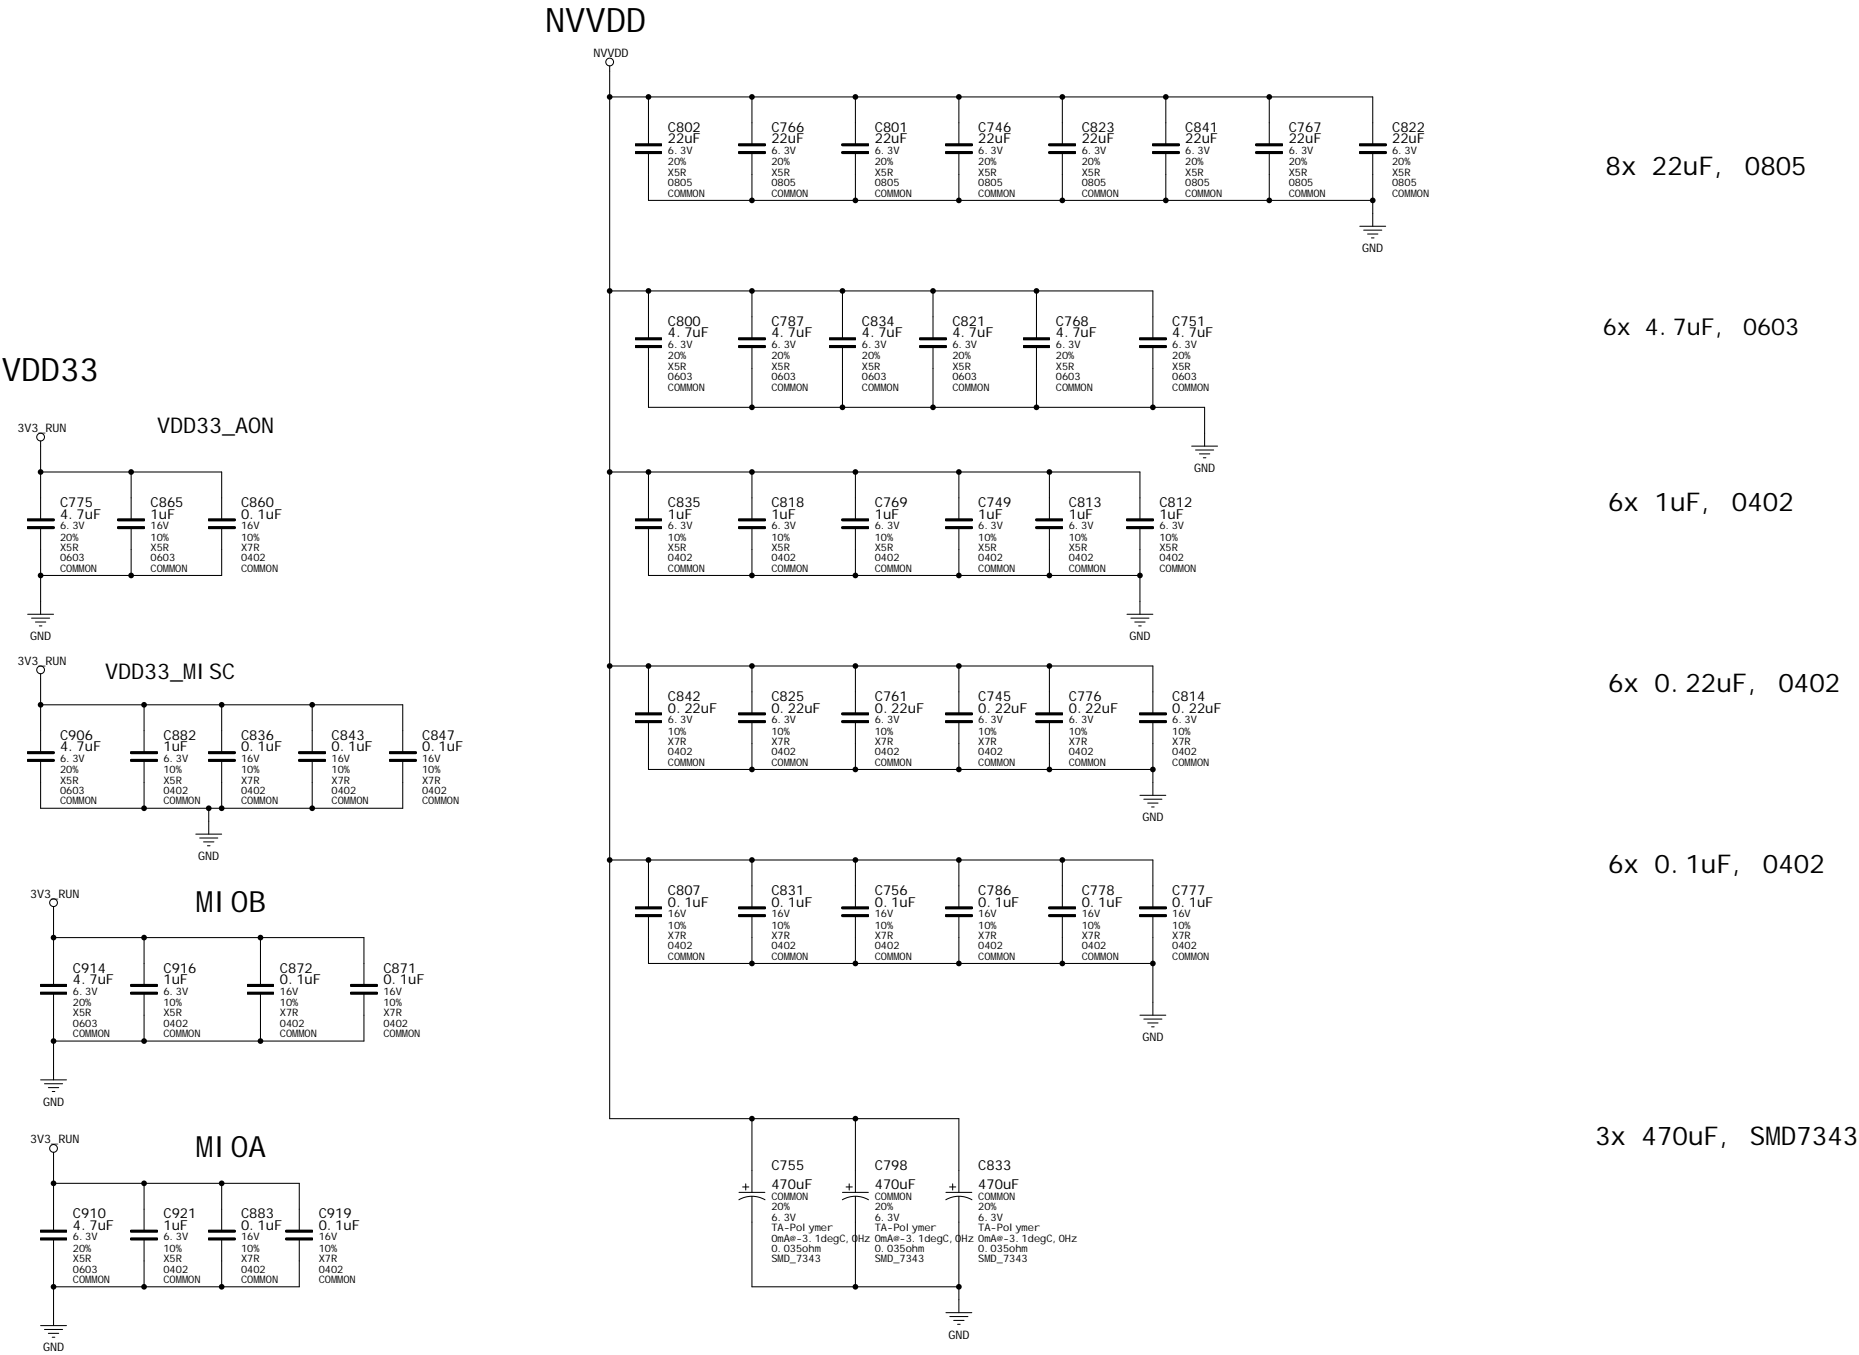 NVVDD
NVVDD
C802
22uF
6.3V
20%
X5R
0805
COMMON
C766
22uF
6.3V
20%
X5R
0805
COMMON
C801
22uF
6.3V
20%
X5R
0805
COMMON
C746
22uF
6.3V
20%
X5R
0805
COMMON
C823
22uF
6.3V
20%
X5R
0805
COMMON
C841
22uF
6.3V
20%
X5R
0805
COMMON
C767
22uF
6.3V
20%
X5R
0805
COMMON
C822
22uF
6.3V
20%
X5R
0805
COMMON
GND
8x 22uF, 0805
C800
4.7uF
6.3V
20%
X5R
0603
COMMON
C787
4.7uF
6.3V
20%
X5R
0603
COMMON
C834
4.7uF
6.3V
20%
X5R
0603
COMMON
C821
4.7uF
6.3V
20%
X5R
0603
COMMON
C768
4.7uF
6.3V
20%
X5R
0603
COMMON
C751
4.7uF
6.3V
20%
X5R
0603
COMMON
GND
6x 4.7uF, 0603
C835
1uF
6.3V
10%
X5R
0402
COMMON
C818
1uF
6.3V
10%
X5R
0402
COMMON
C769
1uF
6.3V
10%
X5R
0402
COMMON
C749
1uF
6.3V
10%
X5R
0402
COMMON
C813
1uF
6.3V
10%
X5R
0402
COMMON
C812
1uF
6.3V
10%
X5R
0402
COMMON
GND
6x 1uF, 0402
C842
0.22uF
6.3V
10%
X7R
0402
COMMON
C825
0.22uF
6.3V
10%
X7R
0402
COMMON
C761
0.22uF
6.3V
10%
X7R
0402
COMMON
C745
0.22uF
6.3V
10%
X7R
0402
COMMON
C776
0.22uF
6.3V
10%
X7R
0402
COMMON
C814
0.22uF
6.3V
10%
X7R
0402
COMMON
GND
6x 0.22uF, 0402
C807
0.1uF
16V
10%
X7R
0402
COMMON
C831
0.1uF
16V
10%
X7R
0402
COMMON
C756
0.1uF
16V
10%
X7R
0402
COMMON
C786
0.1uF
16V
10%
X7R
0402
COMMON
C778
0.1uF
16V
10%
X7R
0402
COMMON
C777
0.1uF
16V
10%
X7R
0402
COMMON
GND
6x 0.1uF, 0402
C755
470uF
COMMON
20%
6.3V
TA-Polymer
0mA@-3.1degC,0Hz
0.035ohm
SMD_7343
C798
470uF
COMMON
20%
6.3V
TA-Polymer
0mA@-3.1degC,0Hz
0.035ohm
SMD_7343
C833
470uF
COMMON
20%
6.3V
TA-Polymer
0mA@-3.1degC,0Hz
0.035ohm
SMD_7343
GND
3x 470uF, SMD7343
VDD33
3V3_RUN
VDD33_AON
C775
4.7uF
6.3V
20%
X5R
0603
COMMON
C865
1uF
16V
10%
X5R
0603
COMMON
C860
0.1uF
16V
10%
X7R
0402
COMMON
GND
3V3_RUN
VDD33_MISC
C906
4.7uF
6.3V
20%
X5R
0603
COMMON
C882
1uF
6.3V
10%
X5R
0402
COMMON
C836
0.1uF
16V
10%
X7R
0402
COMMON
C843
0.1uF
16V
10%
X7R
0402
COMMON
C847
0.1uF
16V
10%
X7R
0402
COMMON
GND
3V3_RUN
MIOB
C914
4.7uF
6.3V
20%
X5R
0603
COMMON
C916
1uF
6.3V
10%
X5R
0402
COMMON
C872
0.1uF
16V
10%
X7R
0402
COMMON
C871
0.1uF
16V
10%
X7R
0402
COMMON
GND
3V3_RUN
MIOA
C910
4.7uF
6.3V
20%
X5R
0603
COMMON
C921
1uF
6.3V
10%
X5R
0402
COMMON
C883
0.1uF
16V
10%
X7R
0402
COMMON
C919
0.1uF
16V
10%
X7R
0402
COMMON
GND